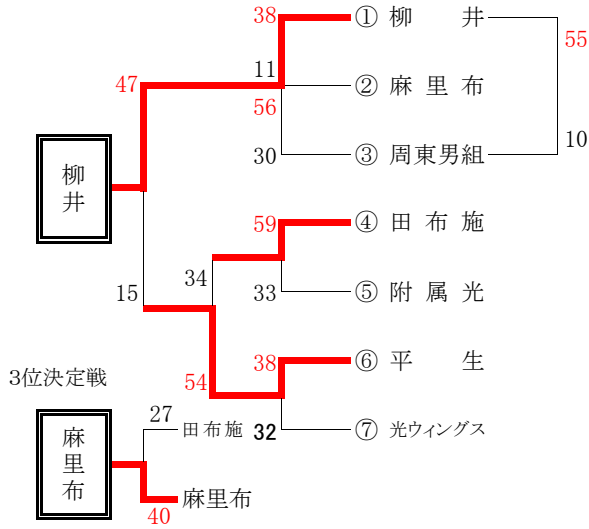 38
① 柳 井
55
11
47
② 麻 里 布
56
10
30
③ 周東男組
柳井
59
④ 田 布 施
34
15
33
⑤ 附 属 光
3位決定戦
54
38
⑥ 平 生
27
田布施
32
⑦ 光ウィングス
麻里布
麻里布
40